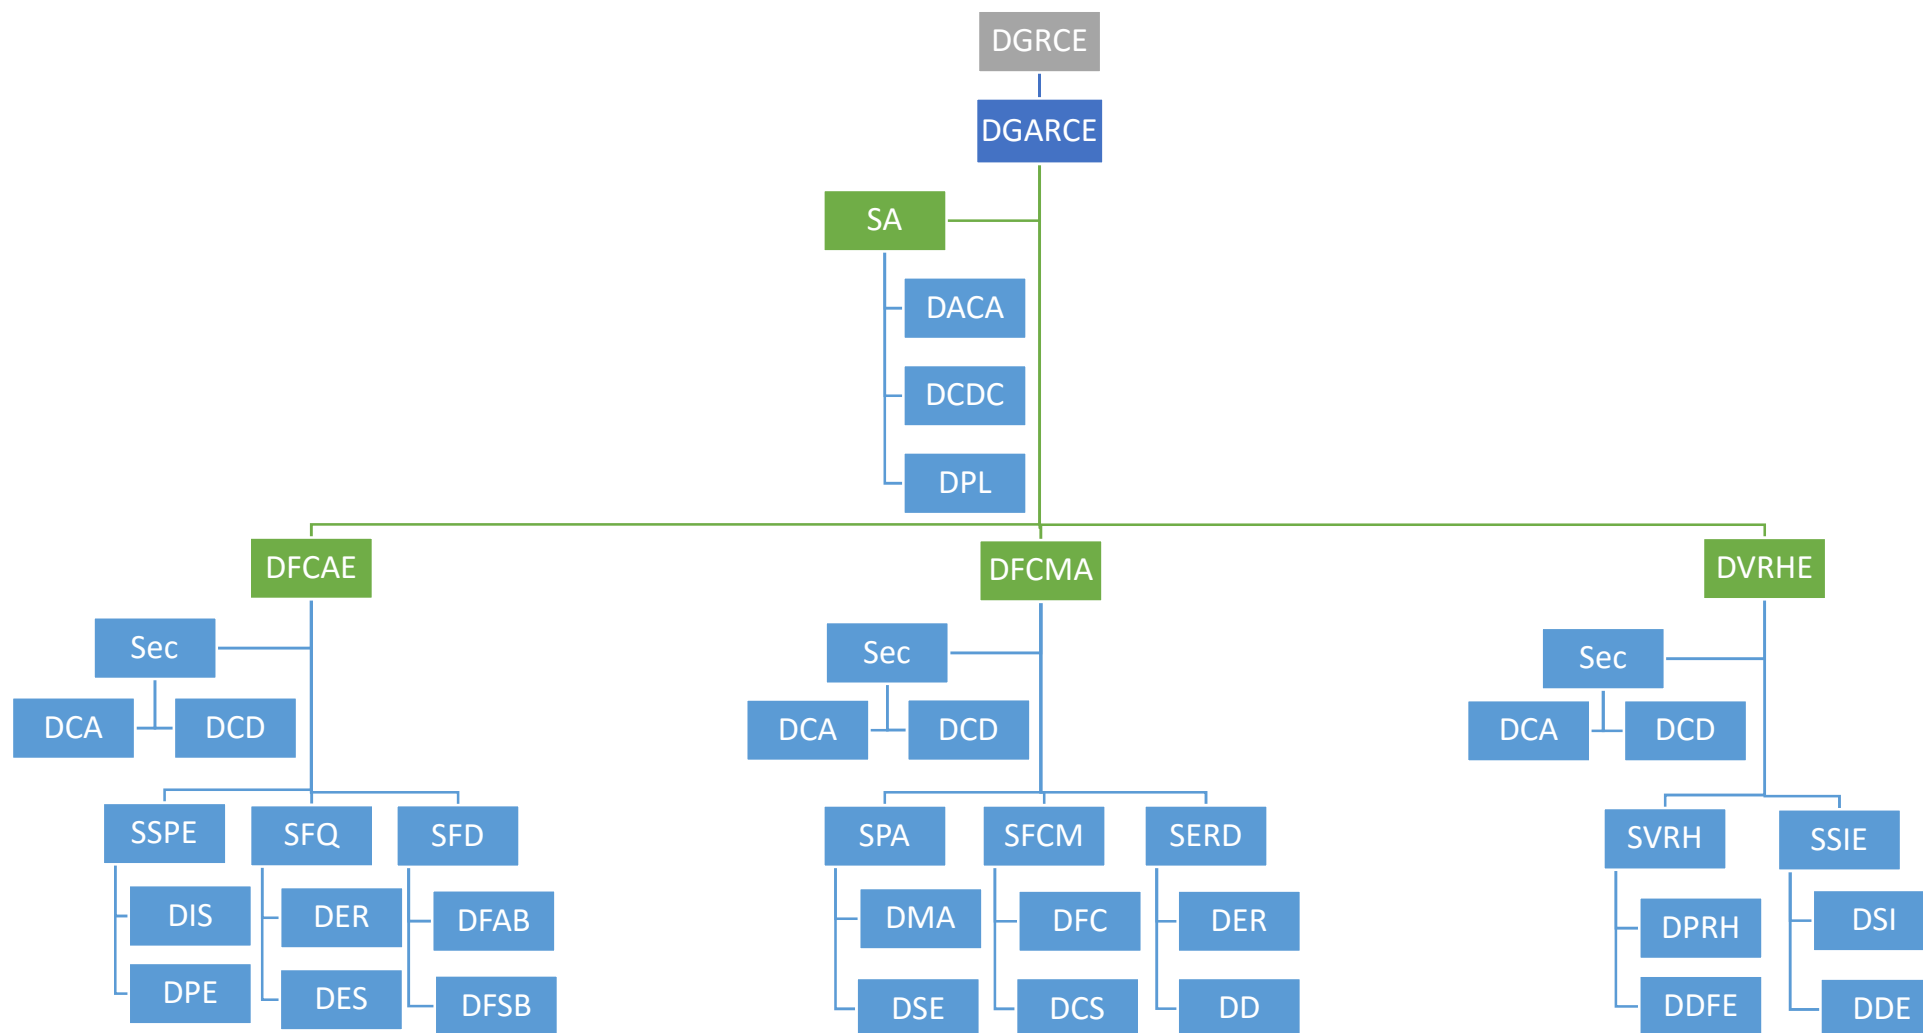 DGRCE
DGARCE
SA
DACA
DCDC
DPL
DFCAE
DFCMA
DVRHE
Sec
Sec
Sec
DCA
DCD
DCA
DCD
DCA
DCD
SSPE
SFQ
SFD
SPA
SFCM
SERD
SVRH
SSIE
DIS
DER
DFAB
DMA
DFC
DER
DPRH
DSI
DPE
DES
DFSB
DSE
DCS
DD
DDFE
DDE